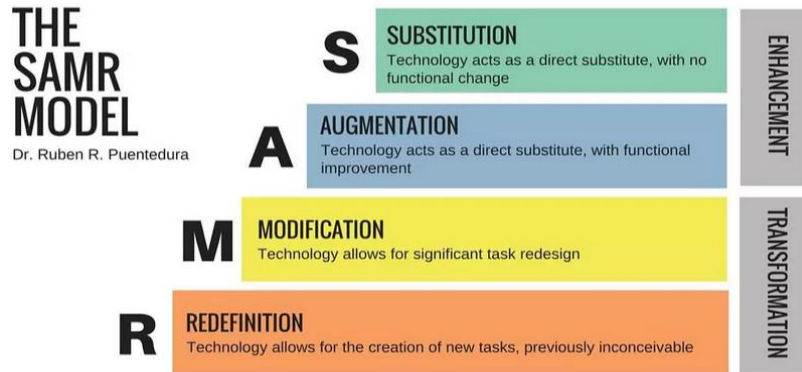 THE
SAMR
MODEL
Dr. Ruben R. Puentedura
S
SUBSTITUTION
Technology acts as a direct substitute, with no
functional change
A
AUGMENTATION
Technology acts as a direct substitute, with functional
improvement
ENHANCEMENT
M
MODIFICATION
Technology allows for significant task redesign
R
REDEFINITION
Technology allows for the creation of new tasks, previously inconceivable
TRANSFORMATION